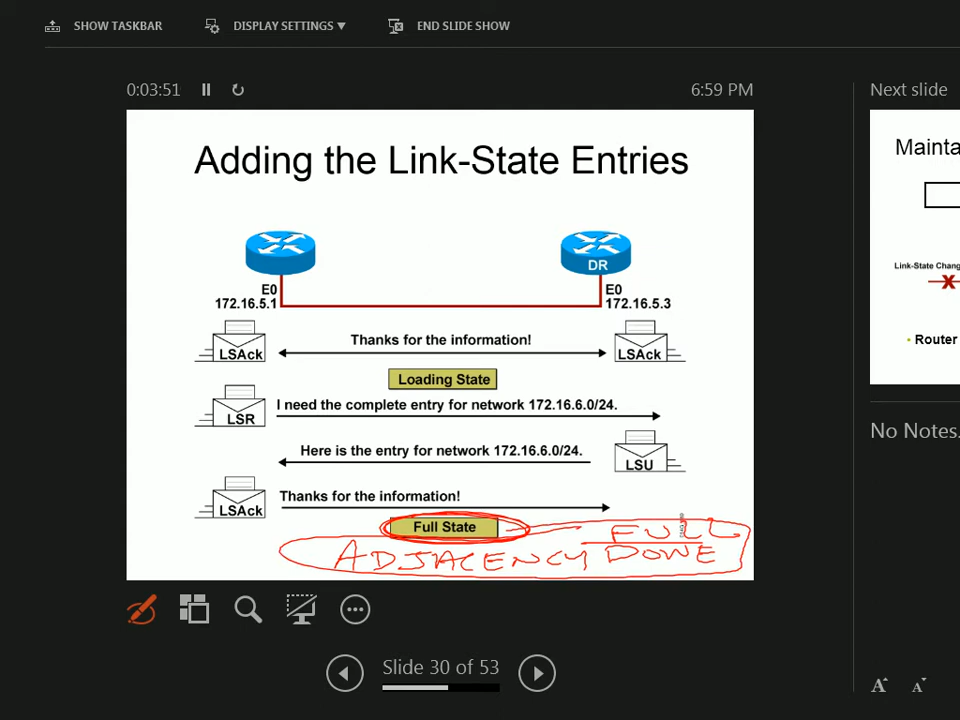 SHOW TASKBAR
DISPLAY SETTINGS ▼
END SLIDE SHOW
0:03:51
6:59 PM
Next slide
Adding the Link-State Entries
DR
E0
172.16.5.1
E0
172.16.5.3
LSAck
Thanks for the information!
LSAck
Loading State
LSR
I need the complete entry for network 172.16.6.0/24.
Here is the entry for network 172.16.6.0/24.
LSU
LSAck
Thanks for the information!
Full State
FULL
ADJACENCY DONE
Mainta
Link-State Chang
• Router
No Notes.
Slide 30 of 53
A A